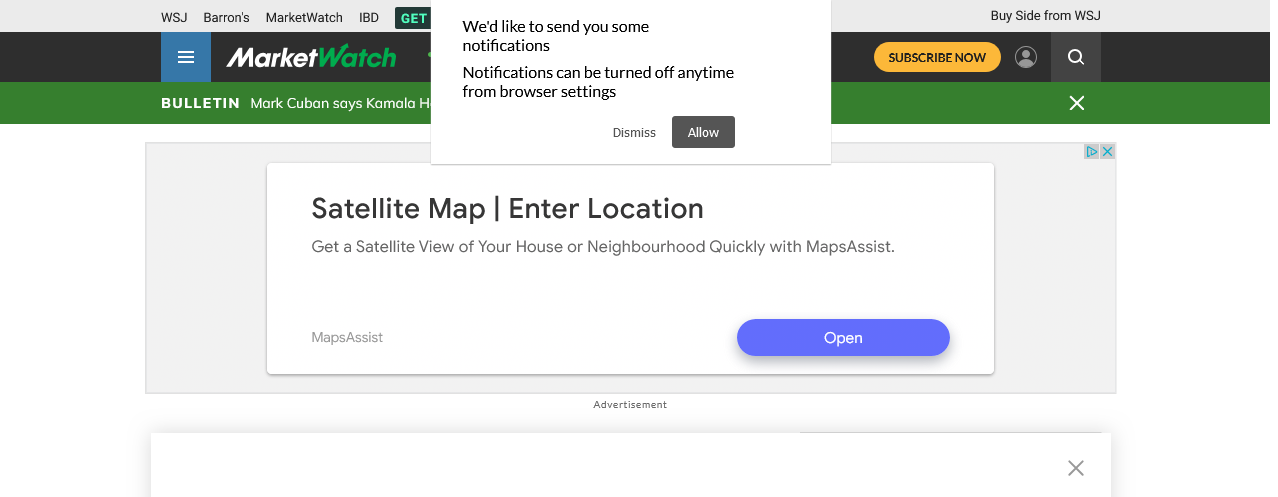 WSJ Barron's MarketWatch IBD GET
Buy Side from WSJ
We'd like to send you some
notifications
Notifications can be turned off anytime
from browser settings
Dismiss Allow
MarketWatch
SUBSCRIBE NOW
BULLETIN Mark Cuban says Kamala
Satellite Map | Enter Location
Get a Satellite View of Your House or Neighbourhood Quickly with MapsAssist.
MapsAssist
Open
Advertisement